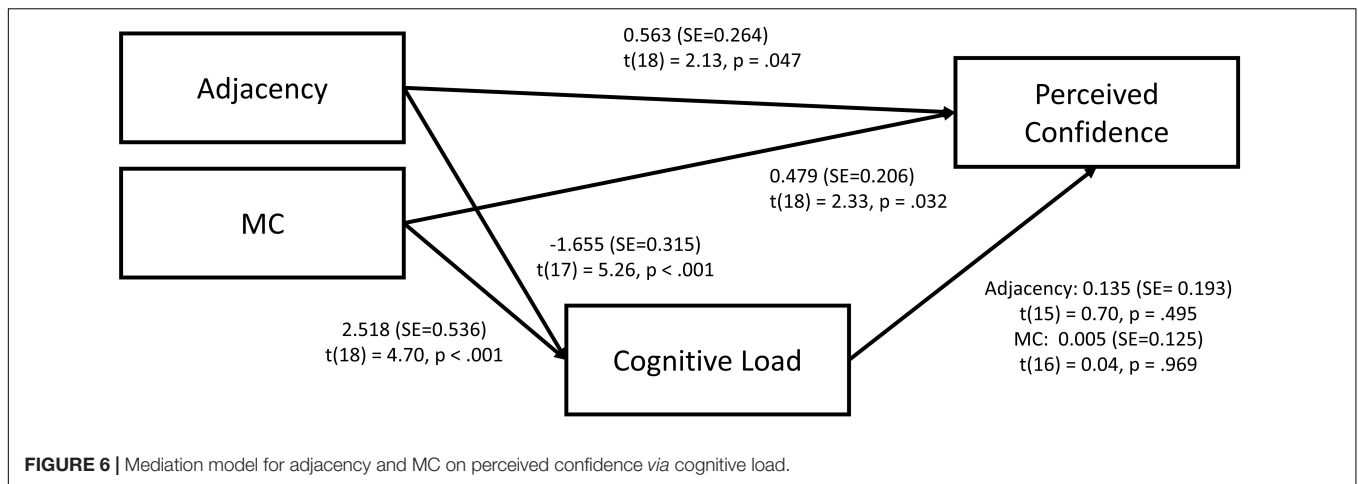 Adjacency
0.563 (SE=0.264)
t(18) = 2.13, p = .047
Perceived
Confidence
MC
0.479 (SE=0.206)
t(18) = 2.33, p = .032
-1.655 (SE=0.315)
t(17) = 5.26, p < .001
2.518 (SE=0.536)
t(18) = 4.70, p < .001
Cognitive Load
Adjacency: 0.135 (SE= 0.193)
t(15) = 0.70, p = .495
MC: 0.005 (SE=0.125)
t(16) = 0.04, p = .969
FIGURE 6 | Mediation model for adjacency and MC on perceived confidence via cognitive load.